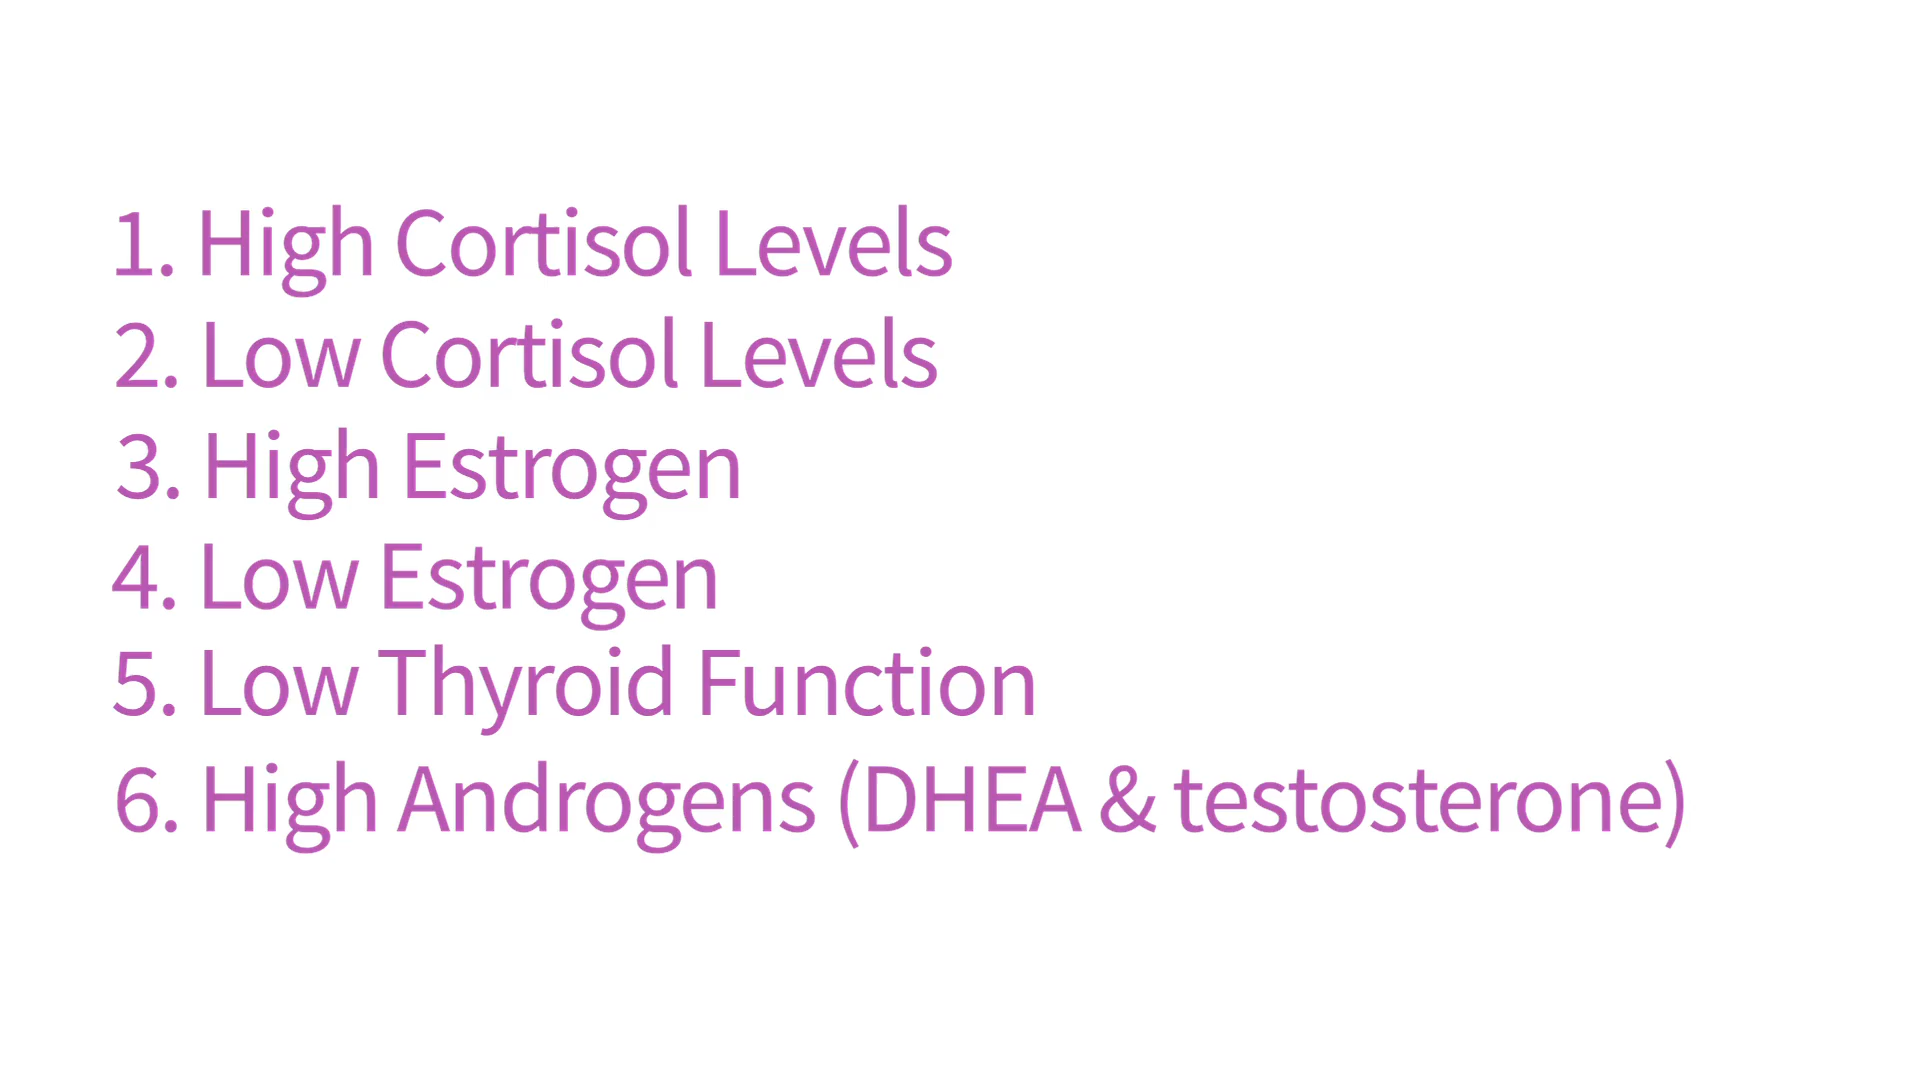 1. High Cortisol Levels
2. Low Cortisol Levels
3. High Estrogen
4. Low Estrogen
5. Low Thyroid Function
6. High Androgens (DHEA & testosterone)